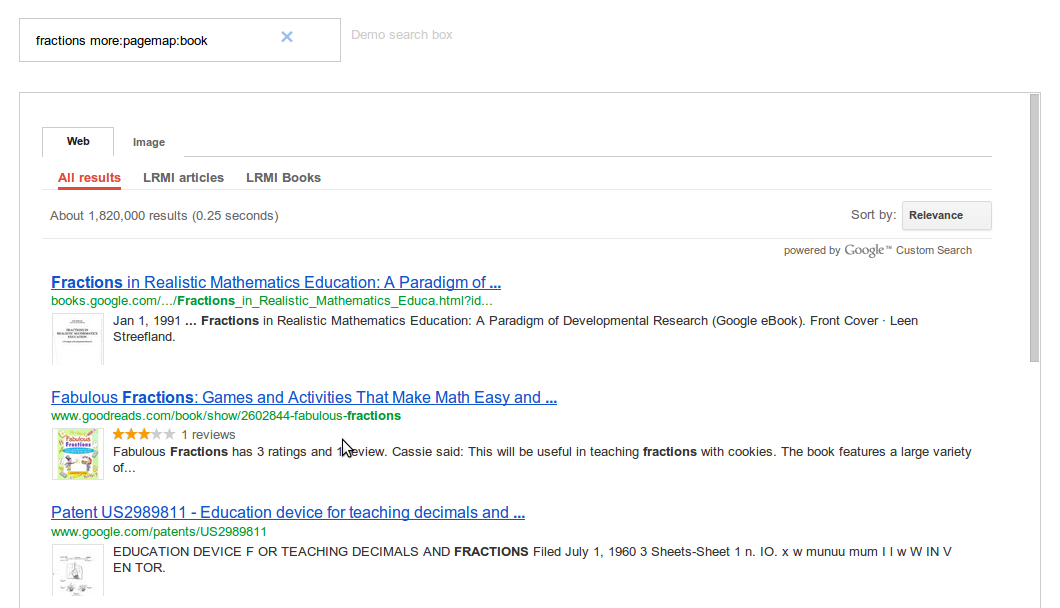 fractions more:pagemap:book
Demo search box
Web Image
All results LRMI articles LRMI Books
About 1,820,000 results (0.25 seconds) Sort by: Relevance
powered by Google™ Custom Search
Fractions in Realistic Mathematics Education: A Paradigm of ...
books.google.com/.../Fractions_in_Realistic_Mathematics_Educa.html?id...
Jan 1, 1991 ... Fractions in Realistic Mathematics Education: A Paradigm of Developmental Research (Google eBook). Front Cover · Leen
Streefland.
FRACTIONS IN
REALISTIC MATHEMATICS
EDUCATION
Fabulous Fractions: Games and Activities That Make Math Easy and ...
www.goodreads.com/book/show/2602844-fabulous-fractions
1 reviews
Fabulous
Fractions
Fabulous Fractions has 3 ratings and 1 review. Cassie said: This will be useful in teaching fractions with cookies. The book features a large variety
of...
Patent US2989811 - Education device for teaching decimals and ...
www.google.com/patents/US2989811
EDUCATION DEVICE F OR TEACHING DECIMALS AND FRACTIONS Filed July 1, 1960 3 Sheets-Sheet 1 n. IO. x w munuu mum I I w W IN V
EN TOR.